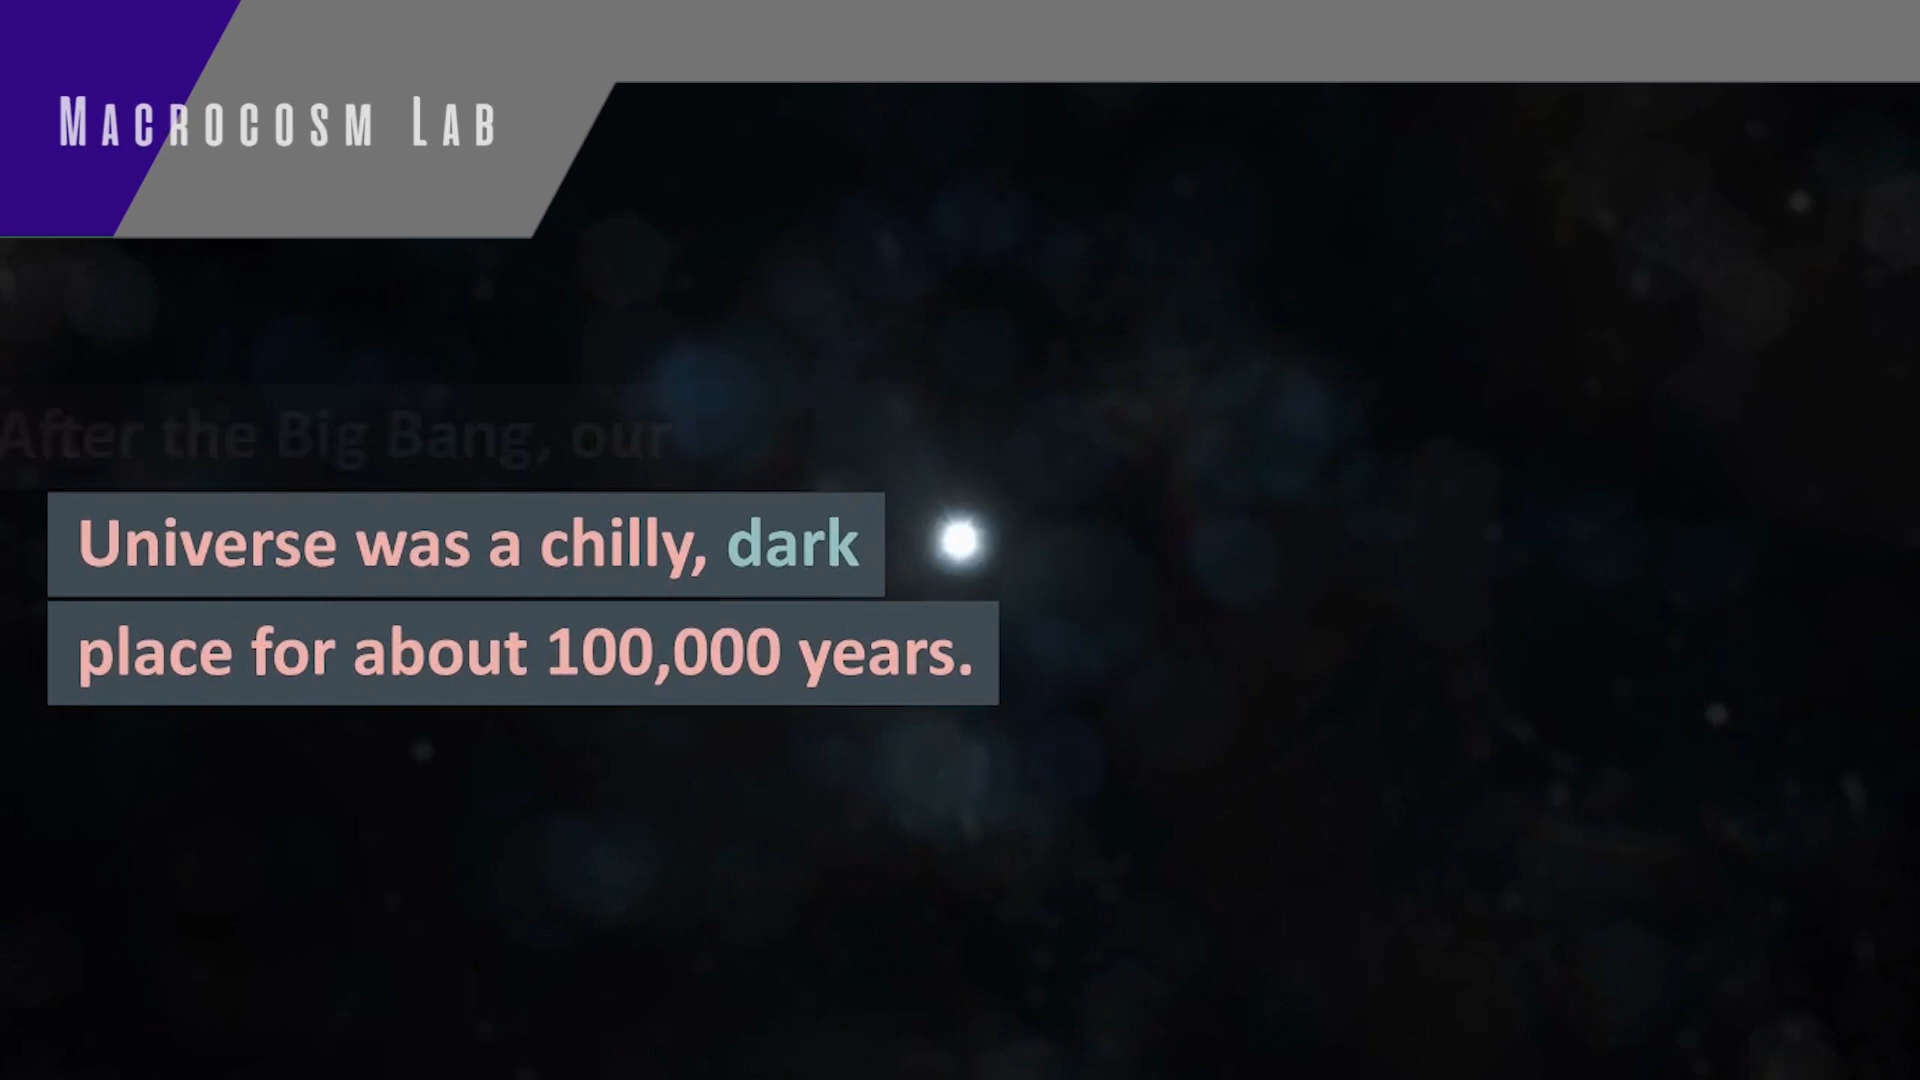 Macrocosm Lab
After the Big Bang, our
Universe was a chilly, dark
place for about 100,000 years.